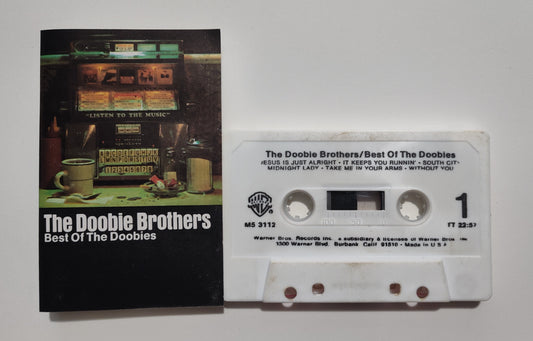 "LISTEN TO THE MUSIC"
The Doobie Brothers
Best Of The Doobies
The Doobie Brothers/Best Of The Doobies
JESUS IS JUST ALRIGHT • IT KEEPS YOU RUNNIN' • SOUTH CITY
MIDNIGHT LADY • TAKE ME IN YOUR ARMS • WITHOUT YOU
1
M5 3112
TT 22:57
Warner Bros. Records Inc. a subsidiary & licensee of Warner Bros. Inc.
3300 Warner Blvd. Burbank Calif 91510 • Made in U.S.A.